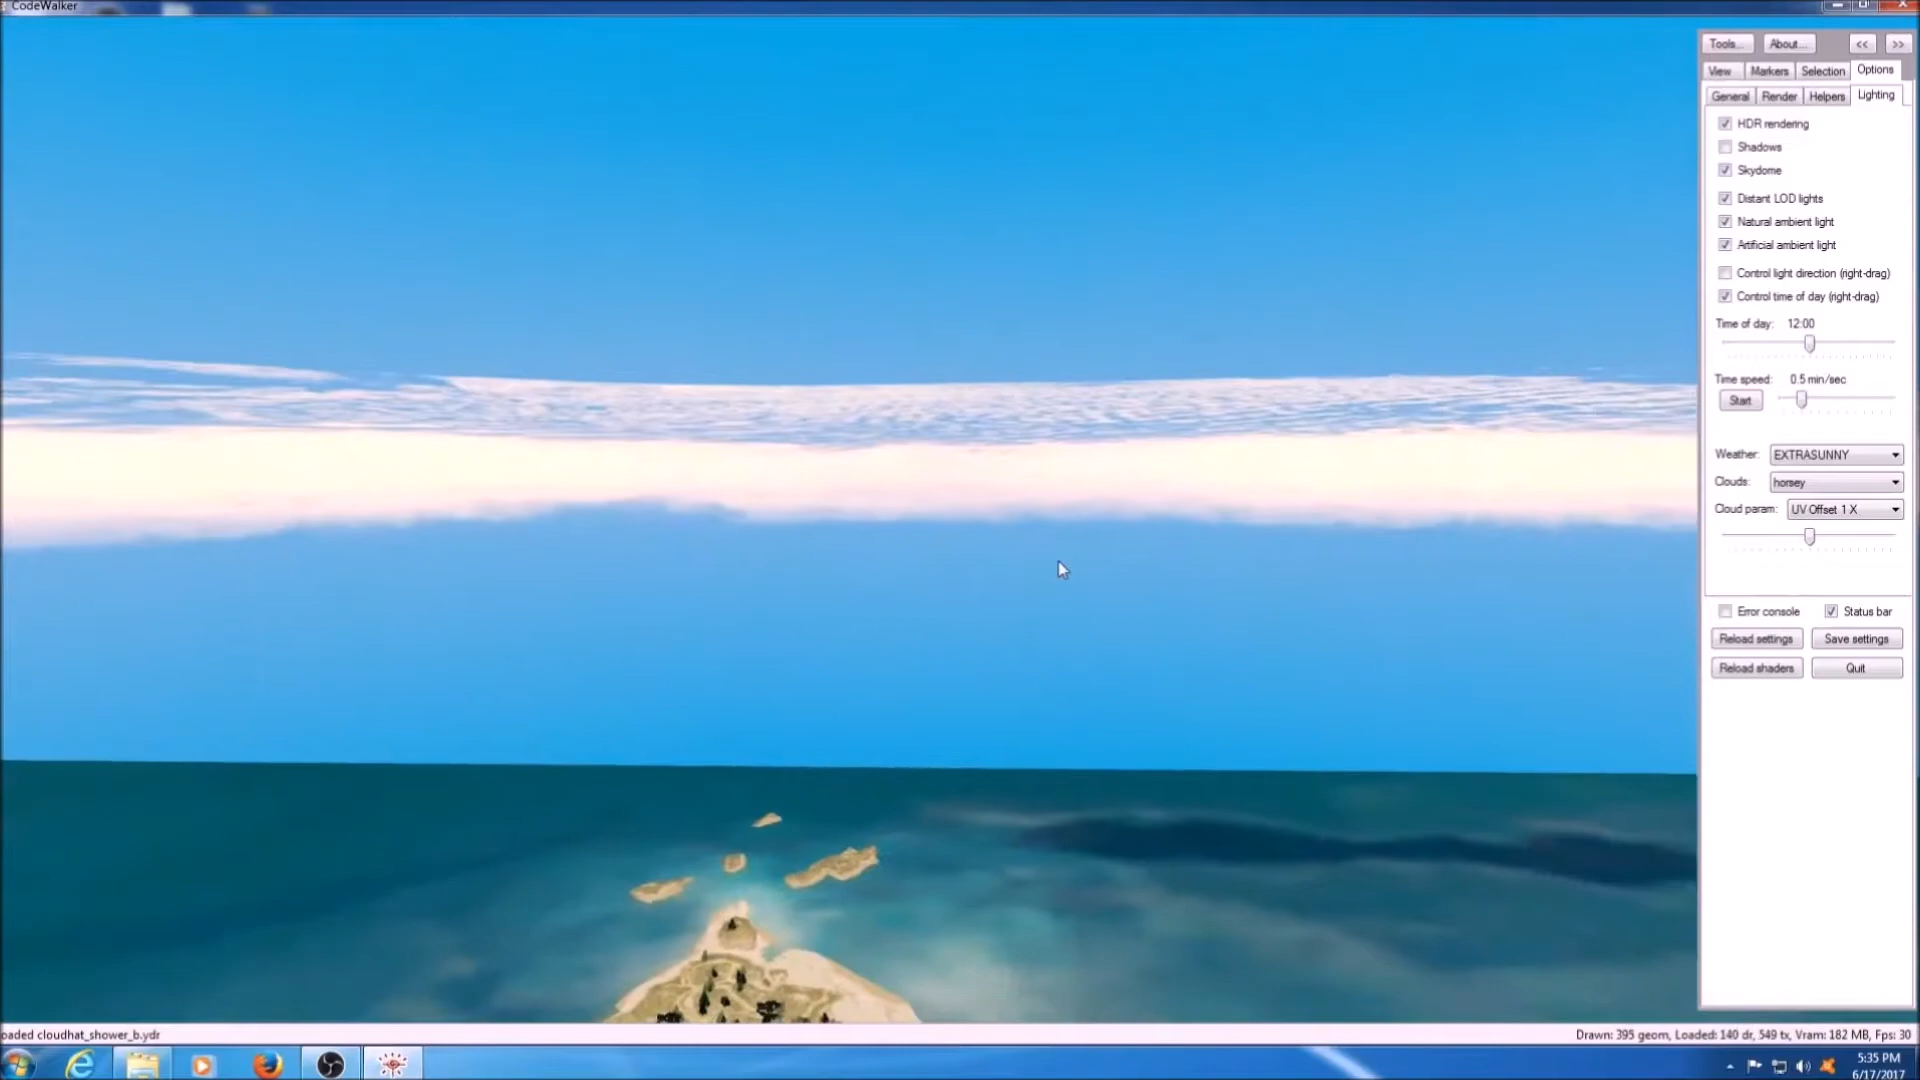 CodeWalker
Tools... About... << >>
View Markers Selection Options
General Render Helpers Lighting
HDR rendering
Shadows
Skydome
Distant LOD lights
Natural ambient light
Artificial ambient light
Control light direction (right-drag)
Control time of day (right-drag)
Time of day: 12:00
Time speed: 0.5 min/sec
Start
Weather: EXTRASUNNY
Clouds: horsey
Cloud param: UV Offset 1 X
Error console Status bar
Reload settings Save settings
Reload shaders Quit
oaded cloudhat_shower_b.ydr Drawn: 395 geom, Loaded: 140 dr, 549 tx, Vram: 182 MB, Fps: 30
5:35 PM
6/17/2017